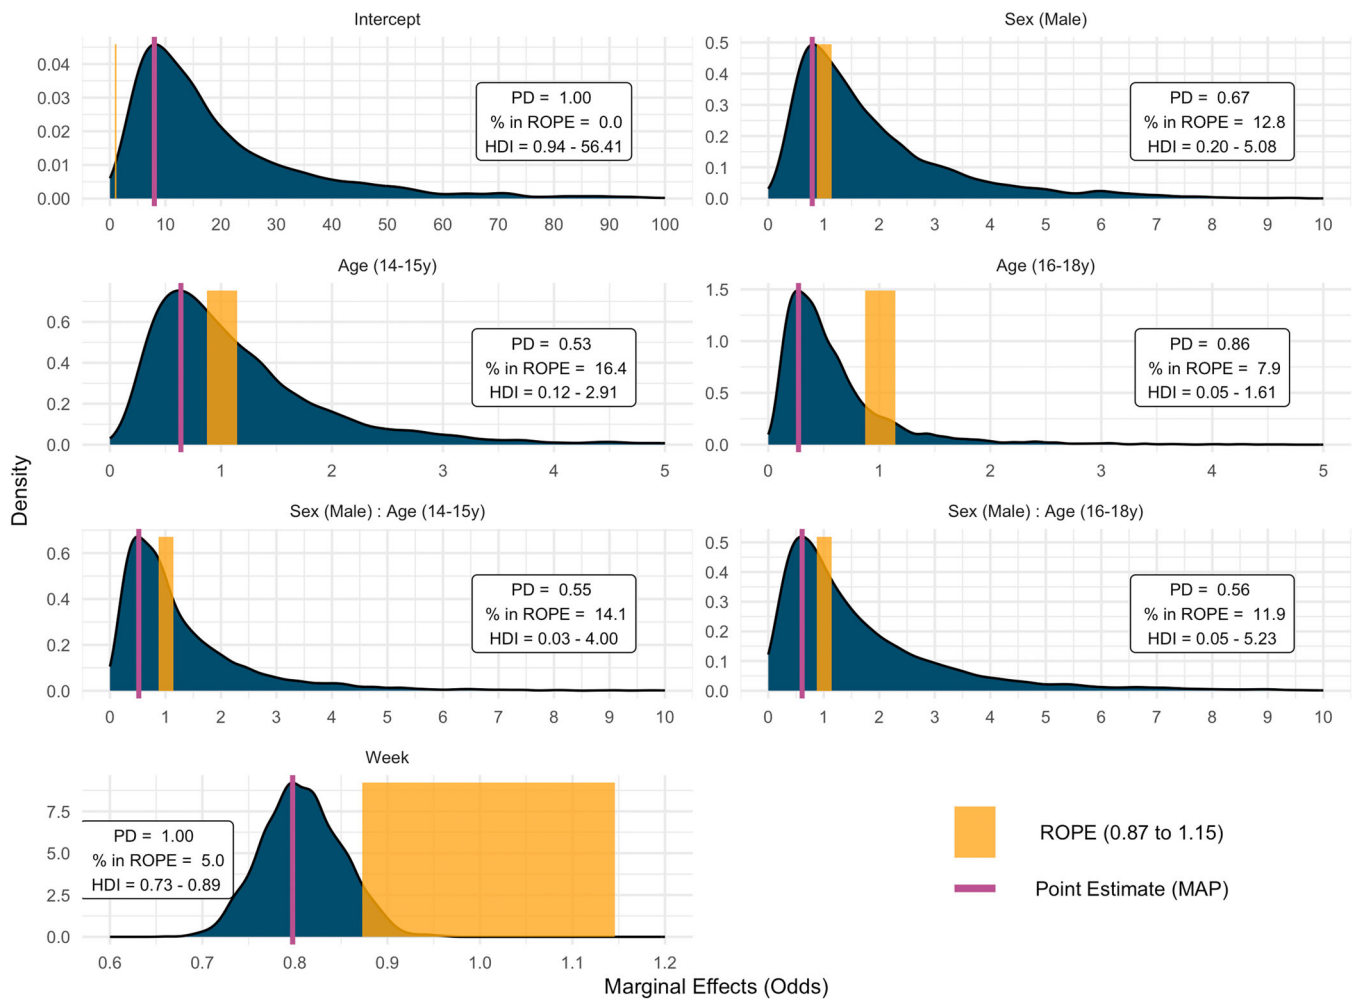 Intercept
Sex (Male)
0.04
0.03
0.02
0.01
0.00
PD = 1.00
% in ROPE = 0.0
HDI = 0.94 - 56.41
0 10 20 30 40 50 60 70 80 90 100
0.5
0.4
0.3
0.2
0.1
0.0
PD = 0.67
% in ROPE = 12.8
HDI = 0.20 - 5.08
0 1 2 3 4 5 6 7 8 9 10
Age (14-15y)
Age (16-18y)
0.6
0.4
0.2
0.0
PD = 0.53
% in ROPE = 16.4
HDI = 0.12 - 2.91
0 1 2 3 4 5
1.5
1.0
0.5
0.0
PD = 0.86
% in ROPE = 7.9
HDI = 0.05 - 1.61
0 1 2 3 4 5
Density
Sex (Male) : Age (14-15y)
Sex (Male) : Age (16-18y)
0.6
0.4
0.2
0.0
PD = 0.55
% in ROPE = 14.1
HDI = 0.03 - 4.00
0 1 2 3 4 5 6 7 8 9 10
0.5
0.4
0.3
0.2
0.1
0.0
PD = 0.56
% in ROPE = 11.9
HDI = 0.05 - 5.23
0 1 2 3 4 5 6 7 8 9 10
Week
7.5
5.0
2.5
0.0
PD = 1.00
% in ROPE = 5.0
HDI = 0.73 - 0.89
0.6 0.7 0.8 0.9 1.0 1.1 1.2
ROPE (0.87 to 1.15)
Point Estimate (MAP)
Marginal Effects (Odds)